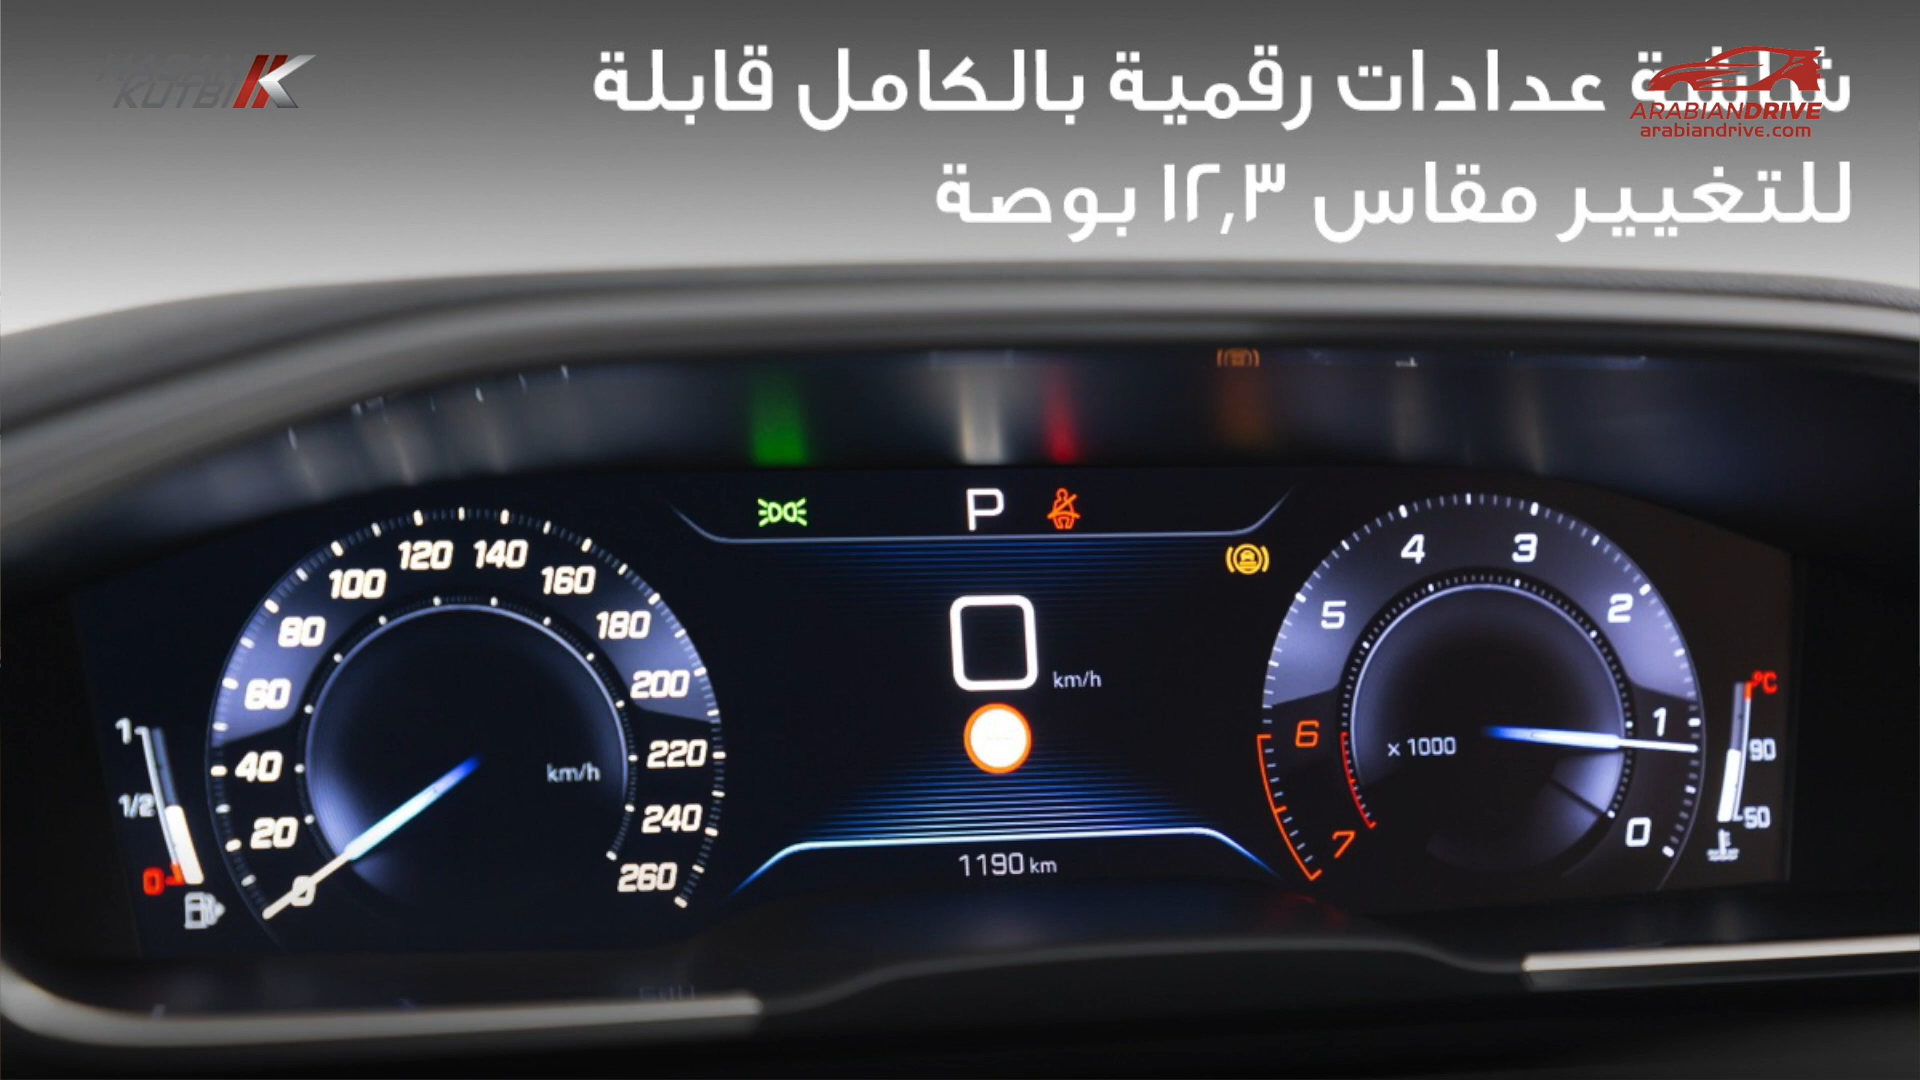 KUTBI
شاشة عدادات رقمية بالكامل قابلة
للتغيير مقاس ١٢,٣ بوصة
ARABIANDRIVE
arabiandrive.com
P
0 km/h
1190 km
0 20 40 60 80 100 120 140 160 180 200 220 240 260
km/h
1 1/2 0
7 6 5 4 3 2 1 0
x 1000
°C 90 50